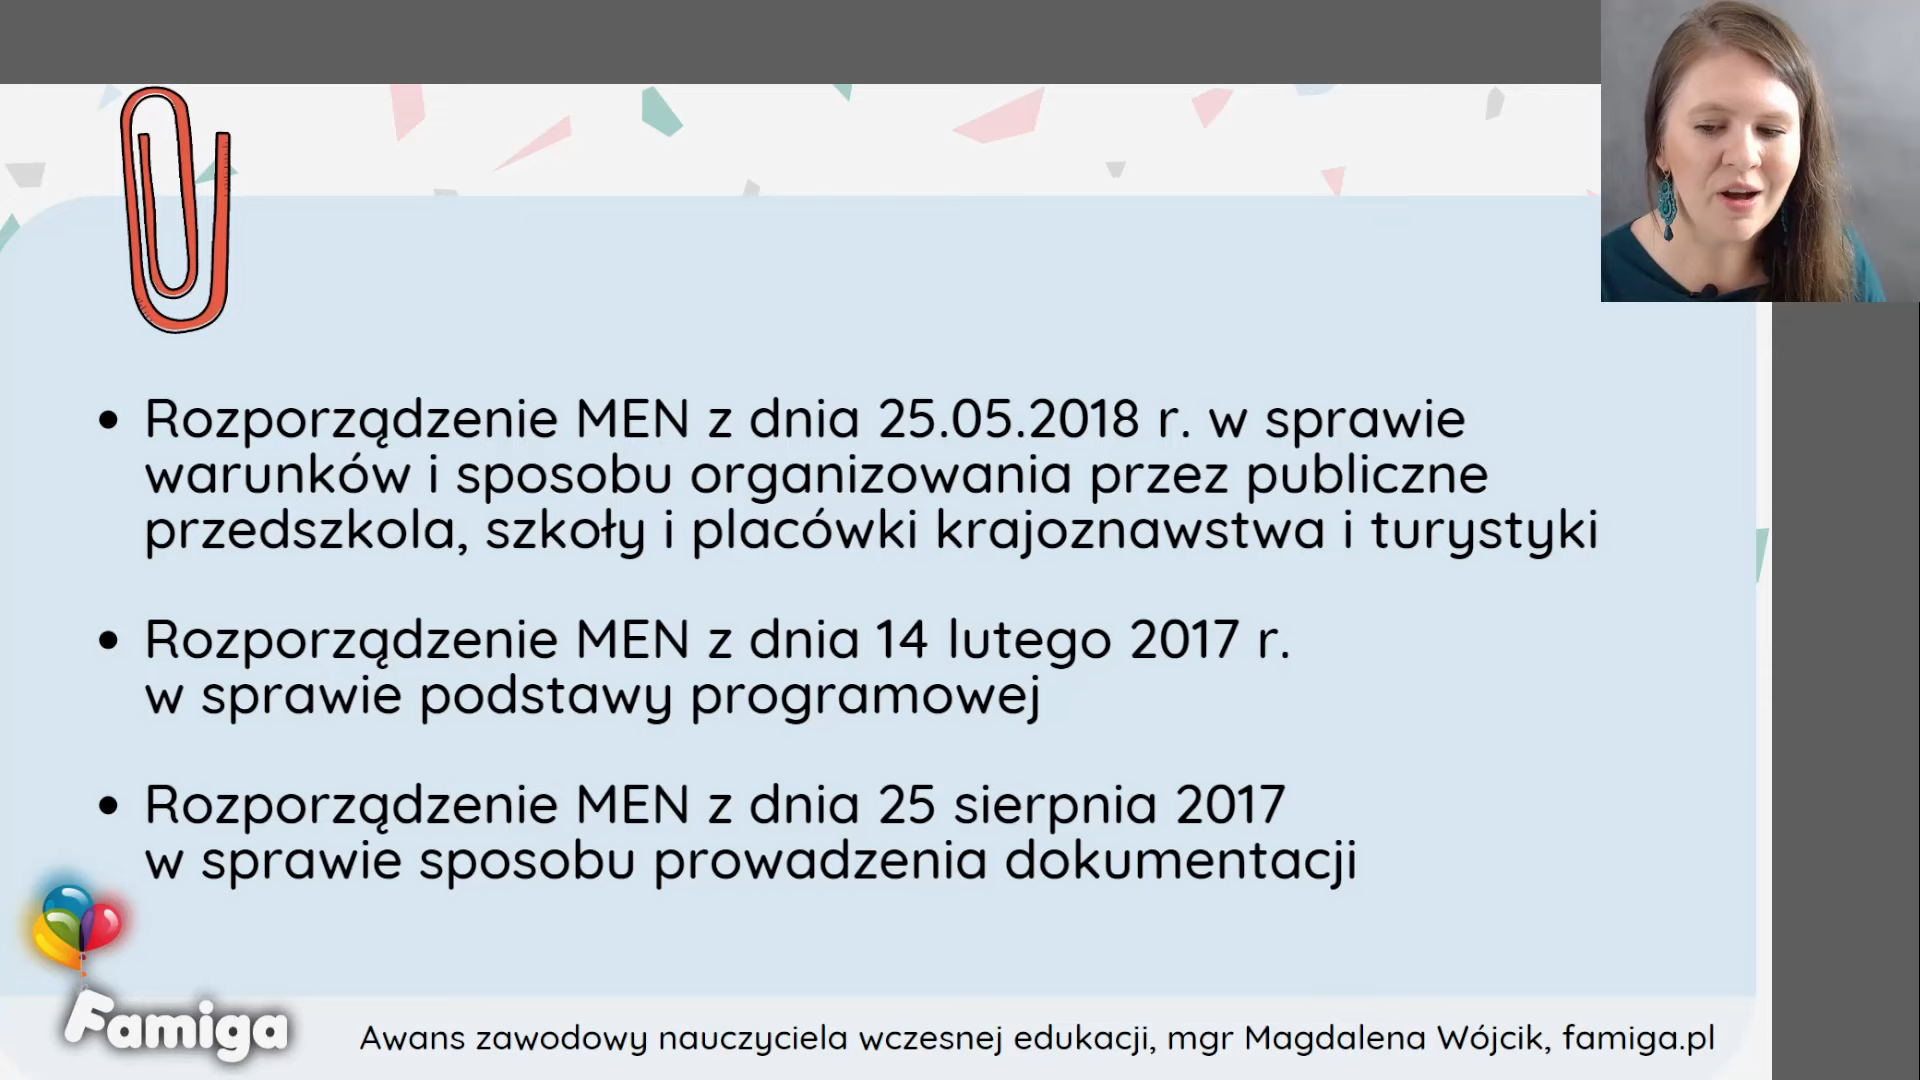 Rozporządzenie MEN z dnia 25.05.2018 r. w sprawie
warunków i sposobu organizowania przez publiczne
przedszkola, szkoły i placówki krajoznawstwa i turystyki
Rozporządzenie MEN z dnia 14 lutego 2017 r.
w sprawie podstawy programowej
Rozporządzenie MEN z dnia 25 sierpnia 2017
w sprawie sposobu prowadzenia dokumentacji
Famiga
Awans zawodowy nauczyciela wczesnej edukacji, mgr Magdalena Wójcik, famiga.pl